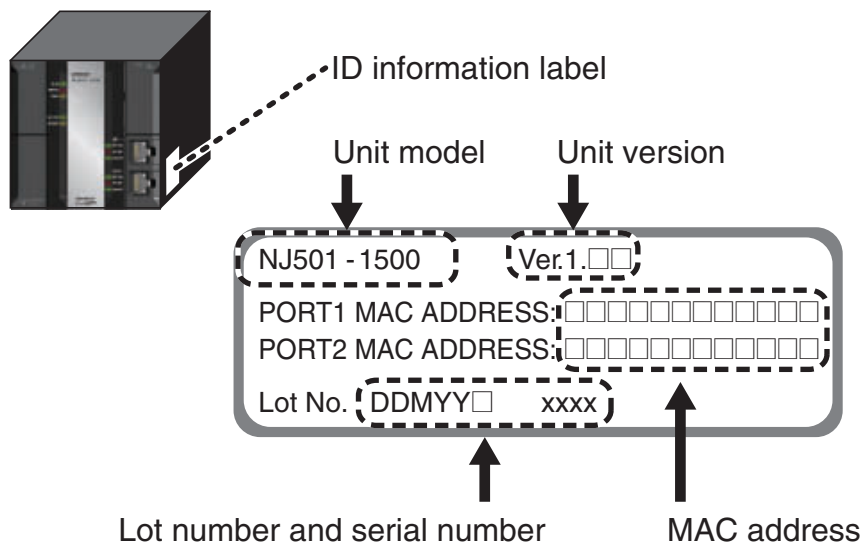 ID information label
Unit model Unit version
NJ501 - 1500 Ver.1.□□
PORT1 MAC ADDRESS: □□□□□□□□□□□□
PORT2 MAC ADDRESS: □□□□□□□□□□□□
Lot No. DDMYY□ xxxx
Lot number and serial number MAC address